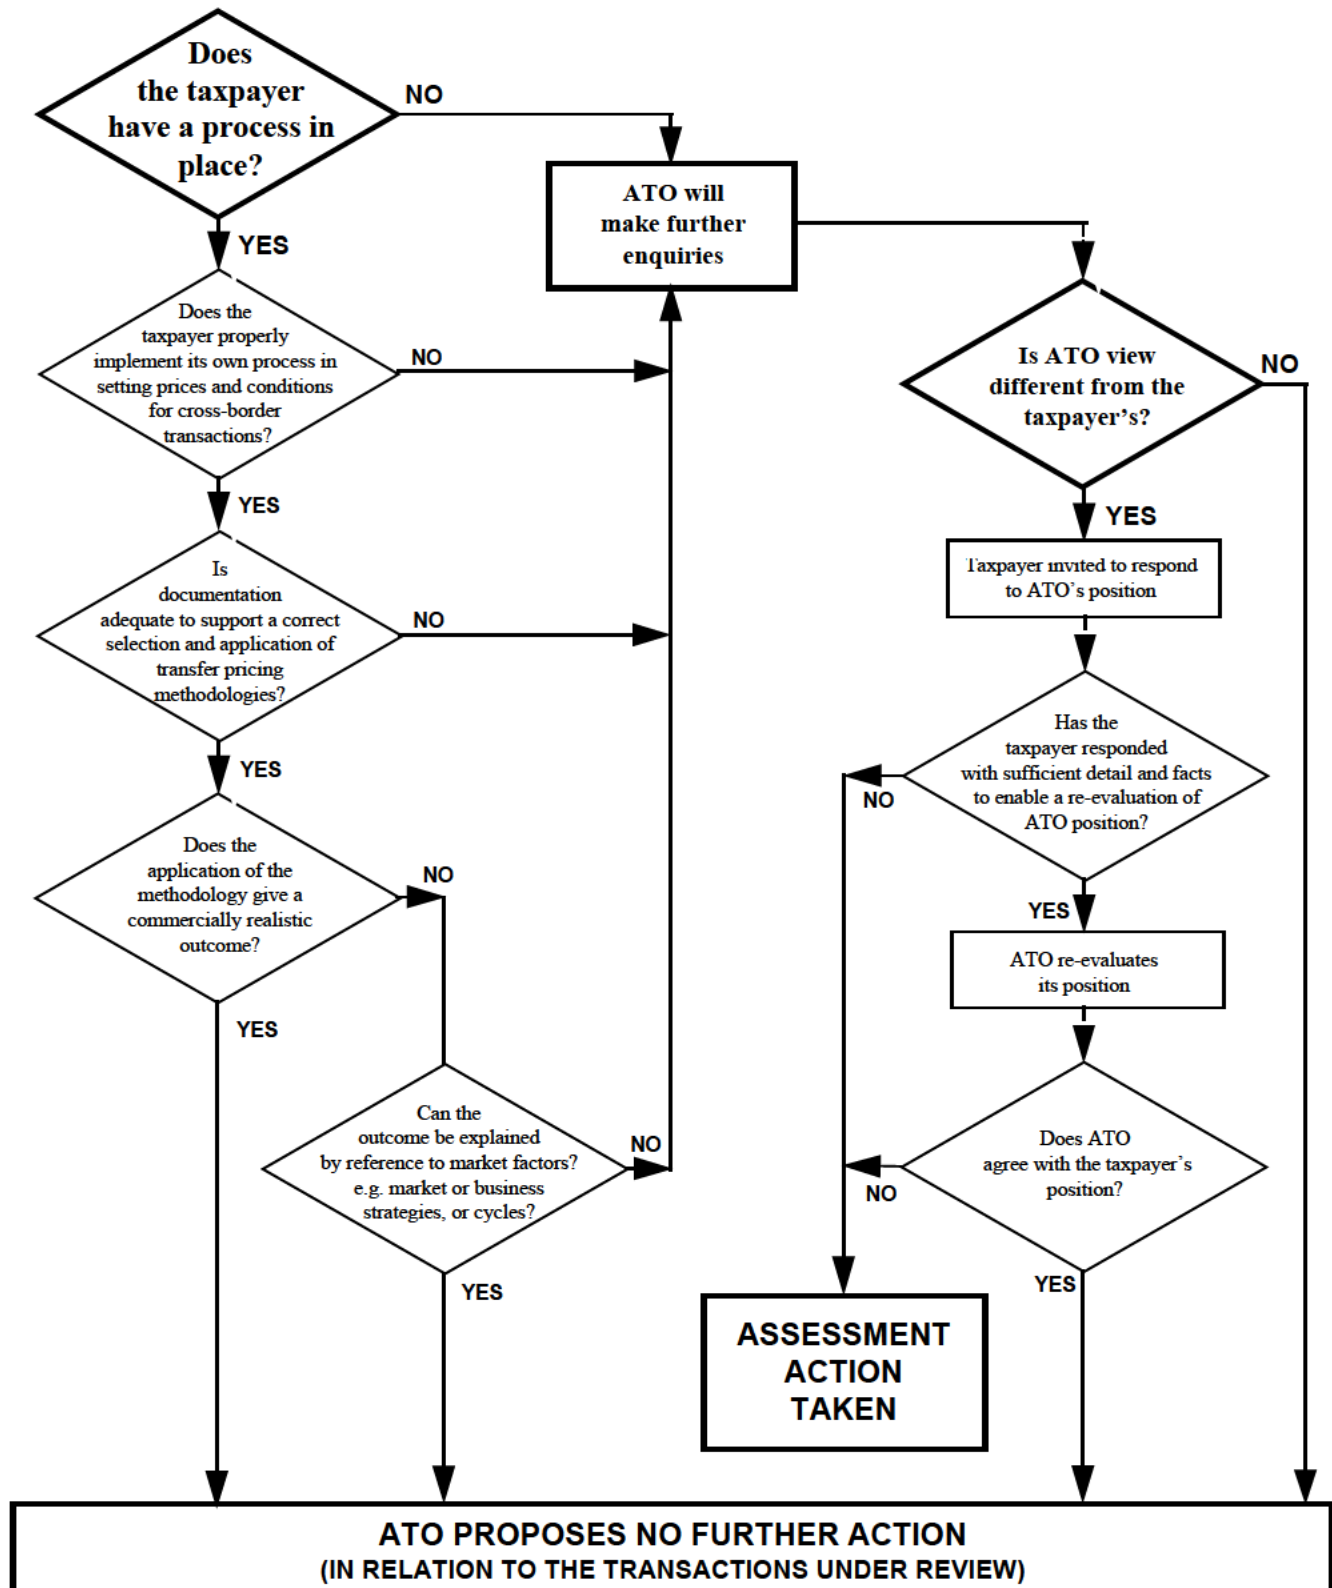 Does
the taxpayer
have a process in
place?
NO
YES
ATO will
make further
enquiries
Does the
taxpayer properly
implement its own process in
setting prices and conditions
for cross-border
transactions?
NO
YES
Is ATO view
different from the
taxpayer's?
NO
YES
Is
documentation
adequate to support a correct
selection and application of
transfer pricing
methodologies?
NO
YES
Taxpayer invited to respond
to ATO's position
Has the
taxpayer responded
with sufficient detail and facts
to enable a re-evaluation of
ATO position?
NO
YES
Does the
application of the
methodology give a
commercially realistic
outcome?
NO
YES
ATO re-evaluates
its position
Can the
outcome be explained
by reference to market factors?
e.g. market or business
strategies, or cycles?
NO
YES
Does ATO
agree with the taxpayer's
position?
NO
YES
ASSESSMENT
ACTION
TAKEN
ATO PROPOSES NO FURTHER ACTION
(IN RELATION TO THE TRANSACTIONS UNDER REVIEW)